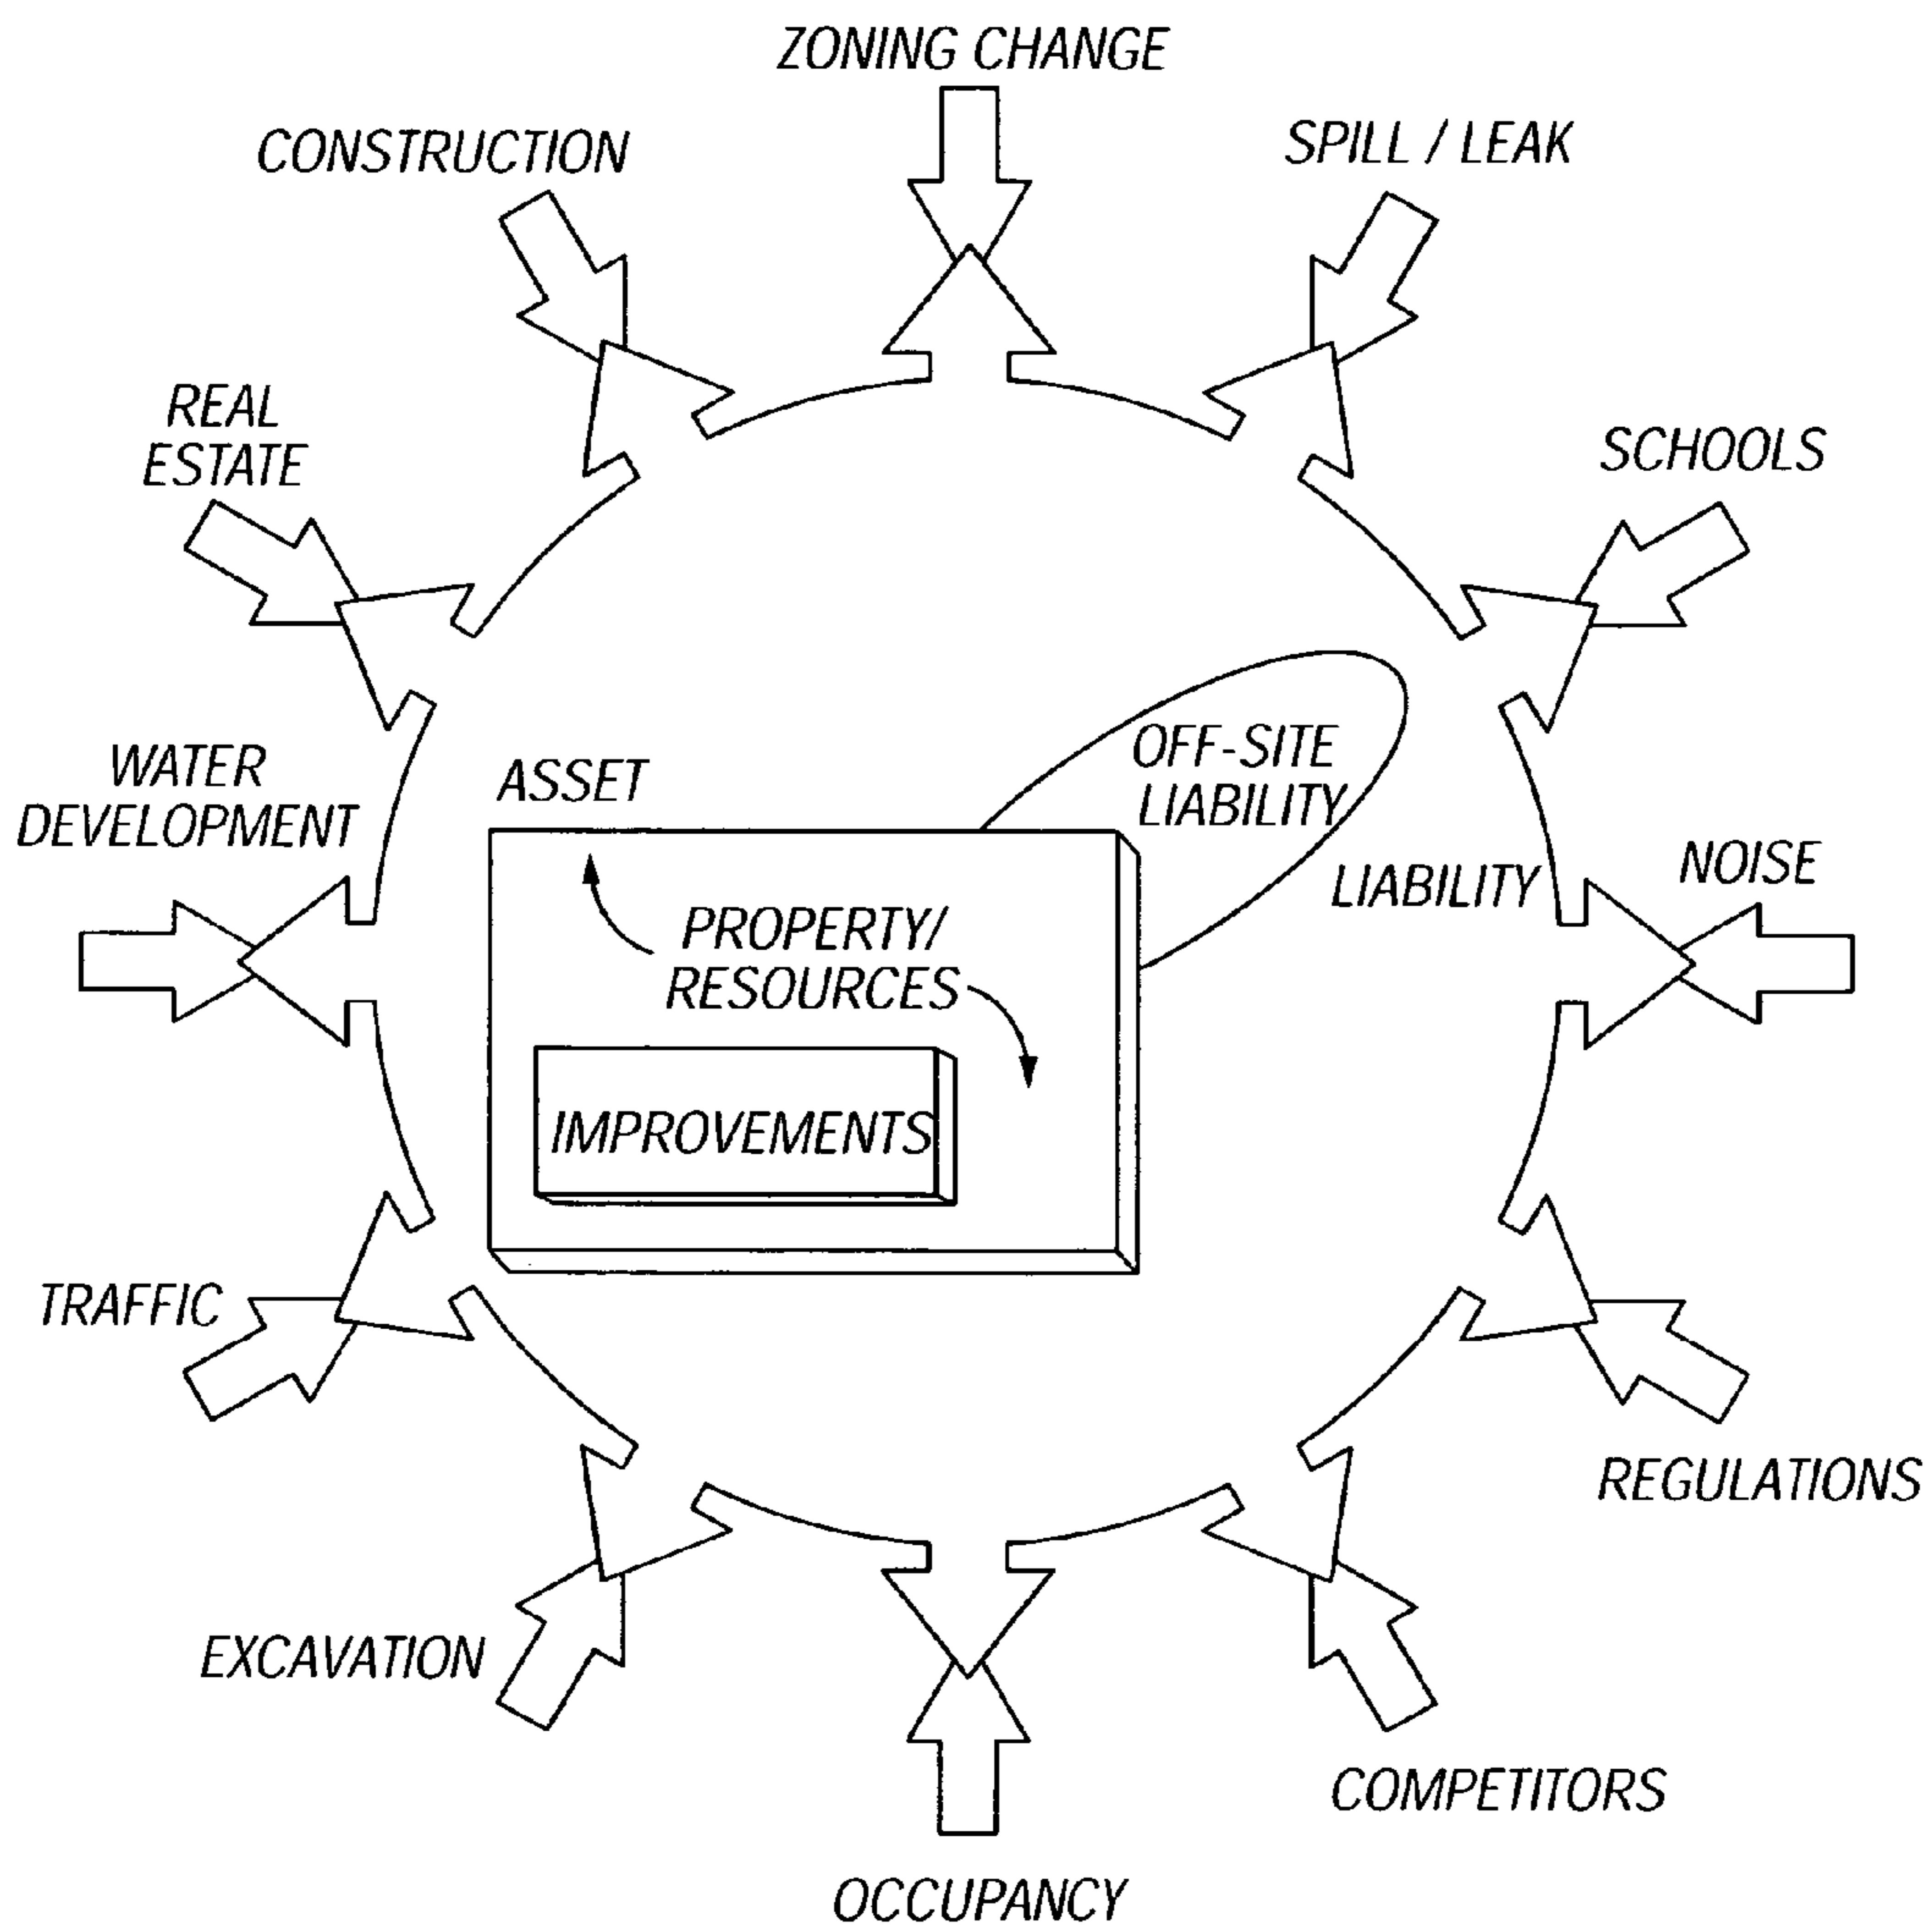 ZONING CHANGE
CONSTRUCTION
SPILL / LEAK
REAL
ESTATE
SCHOOLS
WATER
DEVELOPMENT
ASSET
OFF-SITE
LIABILITY
LIABILITY
NOISE
PROPERTY/
RESOURCES
IMPROVEMENTS
TRAFFIC
REGULATIONS
EXCAVATION
COMPETITORS
OCCUPANCY